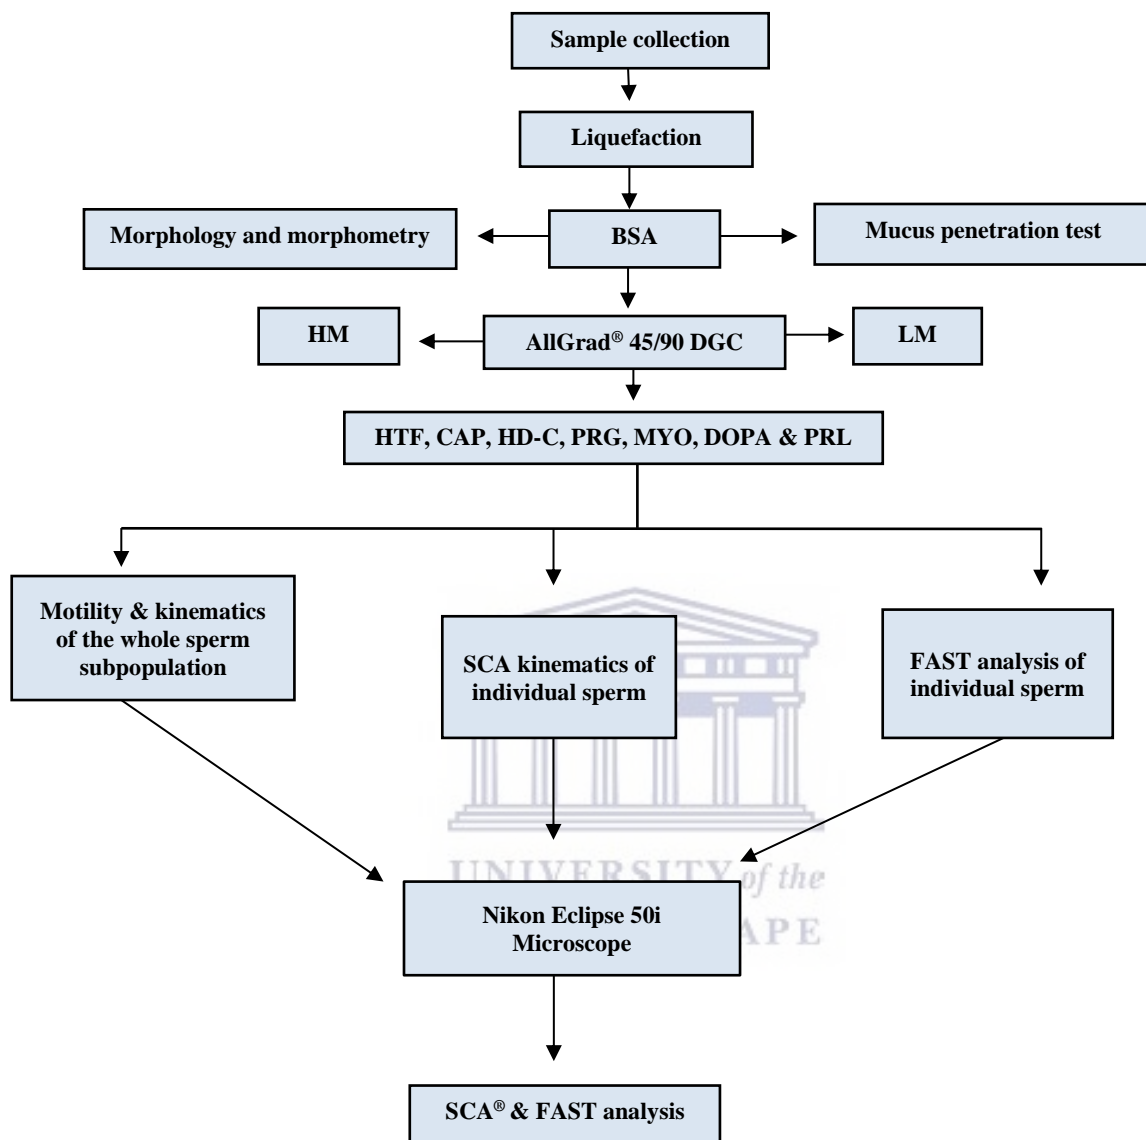 Sample collection
Liquefaction
Morphology and morphometry
BSA
Mucus penetration test
HM
AllGrad® 45/90 DGC
LM
HTF, CAP, HD-C, PRG, MYO, DOPA & PRL
Motility & kinematics
of the whole sperm
subpopulation
SCA kinematics of
individual sperm
FAST analysis of
individual sperm
UNIVERSITY of the
Nikon Eclipse 50i
Microscope
SCA® & FAST analysis